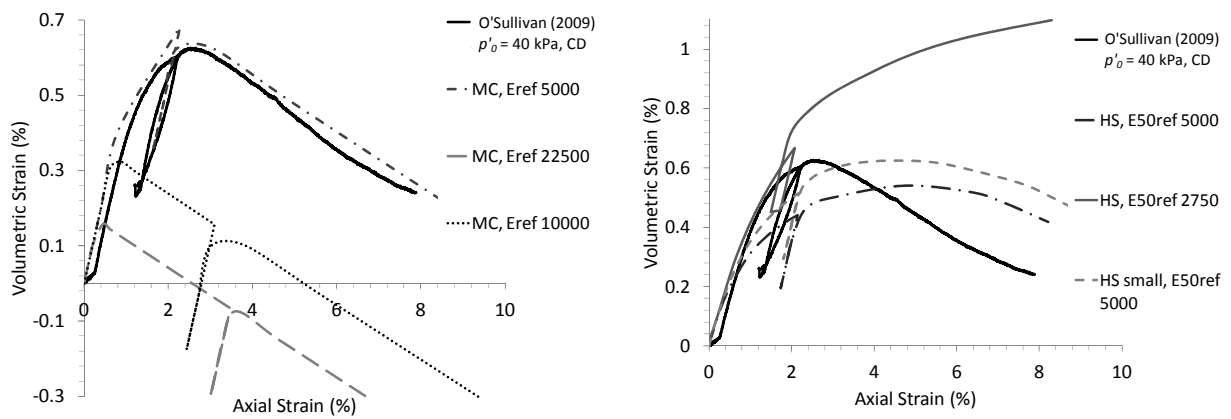 0.7
0.5
0.3
0.1
-0.1
-0.3
Volumetric Strain (%)
0 2 4 6 8 10
Axial Strain (%)
O'Sullivan (2009)
p'₀ = 40 kPa, CD
MC, Eref 5000
MC, Eref 22500
MC, Eref 10000
1
0.8
0.6
0.4
0.2
0
Volumetric Strain (%)
0 2 4 6 8 10
Axial Strain (%)
O'Sullivan (2009)
p'₀ = 40 kPa, CD
HS, E50ref 5000
HS, E50ref 2750
HS small, E50ref
5000